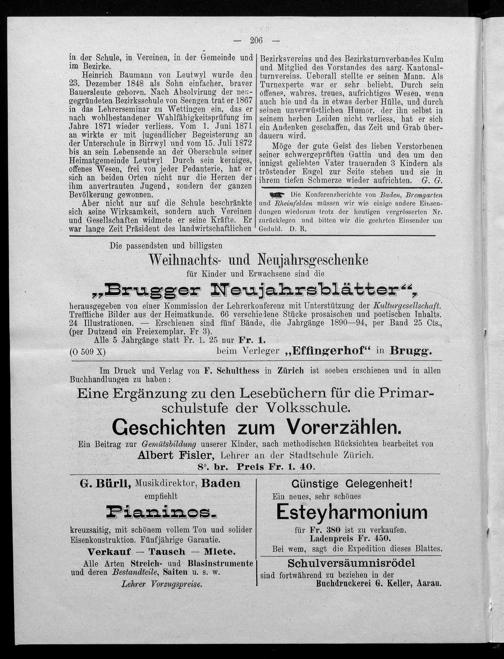 — 206 —
in der Schule, in Vereinen, in der Gemeinde und
im Bezirke.
Heinrich Baumann von Leutwyl wurde den
23. Dezember 1848 als Sohn einfacher, braver
Bauersleute geboren. Nach Absolvirung der neu-
gegründeten Bezirksschule von Seengen trat er 1867
in das Lehrerseminar zu Wettingen ein, das er
nach wohlbestandener Wahlfähigkeitsprüfung im
Jahre 1871 wieder verliess. Vom 1. Juni 1871
an wirkte er mit jugendlicher Begeisterung an
der Unterschule in Birrwyl und vom 15. Juli 1872
bis an sein Lebensende an der Oberschule seiner
Heimatgemeinde Leutwyl Durch sein kerniges,
offenes Wesen, frei von jeder Pedanterie, hat er
sich an beiden Orten nicht nur die Herzen der
ihm anvertrauten Jugend, sondern der ganzen
Bevölkerung gewonnen.
Aber nicht nur auf die Schule beschränkte
sich seine Wirksamkeit, sondern auch Vereinen
und Gesellschaften widmete er seine Kräfte. Er
war lange Zeit Präsident des landwirtschaftlichen
Bezirksvereins und des Bezirksturnverbandes Kulm
und Mitglied des Vorstandes des aarg. Kantonal-
turnvereins. Ueberall stellte er seinen Mann. Als
Turnexperte war er sehr beliebt. Durch sein
offenes, wahres, treues, aufrichtiges Wesen, wenn
auch hie und da in etwas derber Hülle, und durch
seinen unverwüstlichen Humor, der ihn selbst in
seinem herben Leiden nicht verliess, hat er sich
ein Andenken geschaffen, das Zeit und Grab über-
dauern wird.
Möge der gute Geist des lieben Verstorbenen
seiner schwergeprüften Gattin und den um den
innigst geliebten Vater trauernden 3 Kindern als
tröstender Engel zur Seite stehen und sie in
ihrem tiefen Schmerze wieder aufrichten. G. G.
Die Konferenzberichte von Baden, Bremgarten
und Rheinfelden müssen wir wie einige andere Einsen-
dungen wiederum trotz der heutigen vergrösserten Nr.
zurücklegen und bitten wir die geehrten Einsender um
Geduld. D. R.
Die passendsten und billigsten
Weihnachts- und Neujahrsgeschenke
für Kinder und Erwachsene sind die
„Brugger Neujahrsblätter“,
herausgegeben von einer Kommission der Lehrerkonferenz mit Unterstützung der Kulturgesellschaft.
Treffliche Bilder aus der Heimatkunde. 66 verschiedene Stücke prosaischen und poetischen Inhalts.
24 Illustrationen. — Erschienen sind fünf Bände, die Jahrgänge 1890—94, per Band 25 Cts.,
(per Dutzend ein Freiexemplar. Fr 3).
Alle 5 Jahrgänge statt Fr. 1. 25 nur Fr. 1.
(O 509 X) beim Verleger „Effingerhof“ in Brugg.
Im Druck und Verlag von F. Schulthess in Zürich ist soeben erschienen und in allen
Buchhandlungen zu haben:
Eine Ergänzung zu den Lesebüchern für die Primar-
schulstufe der Volksschule.
Geschichten zum Vorerzählen.
Ein Beitrag zur Gemütsbildung unserer Kinder, nach methodischen Rücksichten bearbeitet von
Albert Fisler, Lehrer an der Stadtschule Zürich.
8°. br. Preis Fr. 1. 40.
G. Bürli, Musikdirektor, Baden
empfiehlt
Pianinos.
kreuzsaitig, mit schönem vollem Ton und solider
Eisenkonstruktion. Fünfjährige Garantie.
Verkauf — Tausch — Miete.
Alle Arten Streich- und Blasinstrumente
und deren Bestandteile, Saiten u. s. w.
Lehrer Vorzugspreise.
Günstige Gelegenheit!
Ein neues, sehr schönes
Esteyharmonium
für Fr. 380 ist zu verkaufen.
Ladenpreis Fr. 450.
Bei wem, sagt die Expedition dieses Blattes.
Schulversäumnisrödel
sind fortwährend zu beziehen in der
Buchdruckerei G. Keller, Aarau.